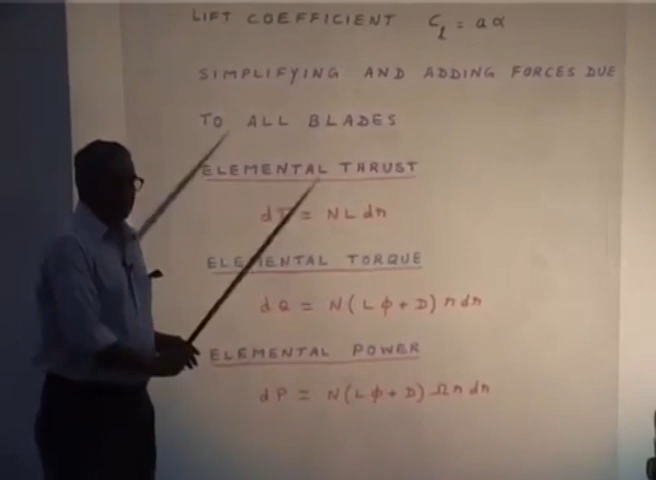 LIFT COEFFICIENT C_l = aα
SIMPLIFYING AND ADDING FORCES DUE
TO ALL BLADES
ELEMENTAL THRUST
dT = NL dr
ELEMENTAL TORQUE
dQ = N(Lφ+D) r dr
ELEMENTAL POWER
dP = N(Lφ+D) Ωr dr